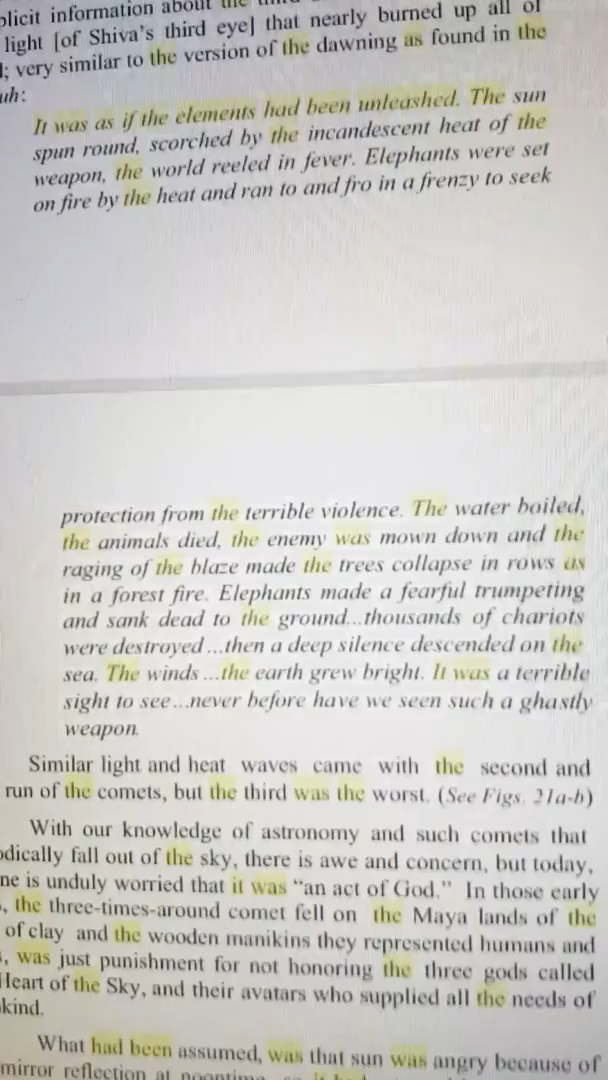 plicit information about the
light [of Shiva's third eye] that nearly burned up all of
; very similar to the version of the dawning as found in the
uh:
It was as if the elements had been unleashed. The sun
spun round, scorched by the incandescent heat of the
weapon, the world reeled in fever. Elephants were set
on fire by the heat and ran to and fro in a frenzy to seek
protection from the terrible violence. The water boiled,
the animals died, the enemy was mown down and the
raging of the blaze made the trees collapse in rows as
in a forest fire. Elephants made a fearful trumpeting
and sank dead to the ground...thousands of chariots
were destroyed...then a deep silence descended on the
sea. The winds...the earth grew bright. It was a terrible
sight to see...never before have we seen such a ghastly
weapon.
Similar light and heat waves came with the second and
run of the comets, but the third was the worst. (See Figs. 21a-b)
With our knowledge of astronomy and such comets that
odically fall out of the sky, there is awe and concern, but today,
ne is unduly worried that it was "an act of God." In those early
, the three-times-around comet fell on the Maya lands of the
of clay and the wooden manikins they represented humans and
, was just punishment for not honoring the three gods called
Heart of the Sky, and their avatars who supplied all the needs of
kind.
What had been assumed, was that sun was angry because of
mirror reflection at noontime